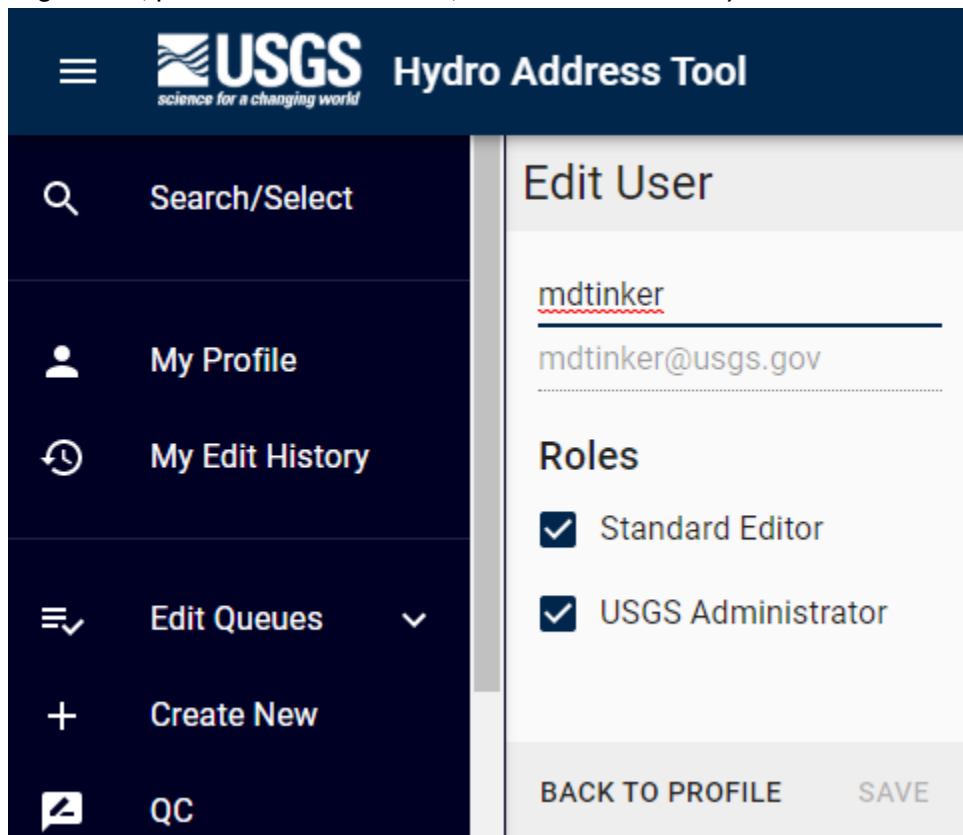 USGS
science for a changing world
Hydro Address Tool
Search/Select
My Profile
My Edit History
Edit Queues
Create New
QC
Edit User
mdtinker
mdtinker@usgs.gov
Roles
Standard Editor
USGS Administrator
BACK TO PROFILE SAVE